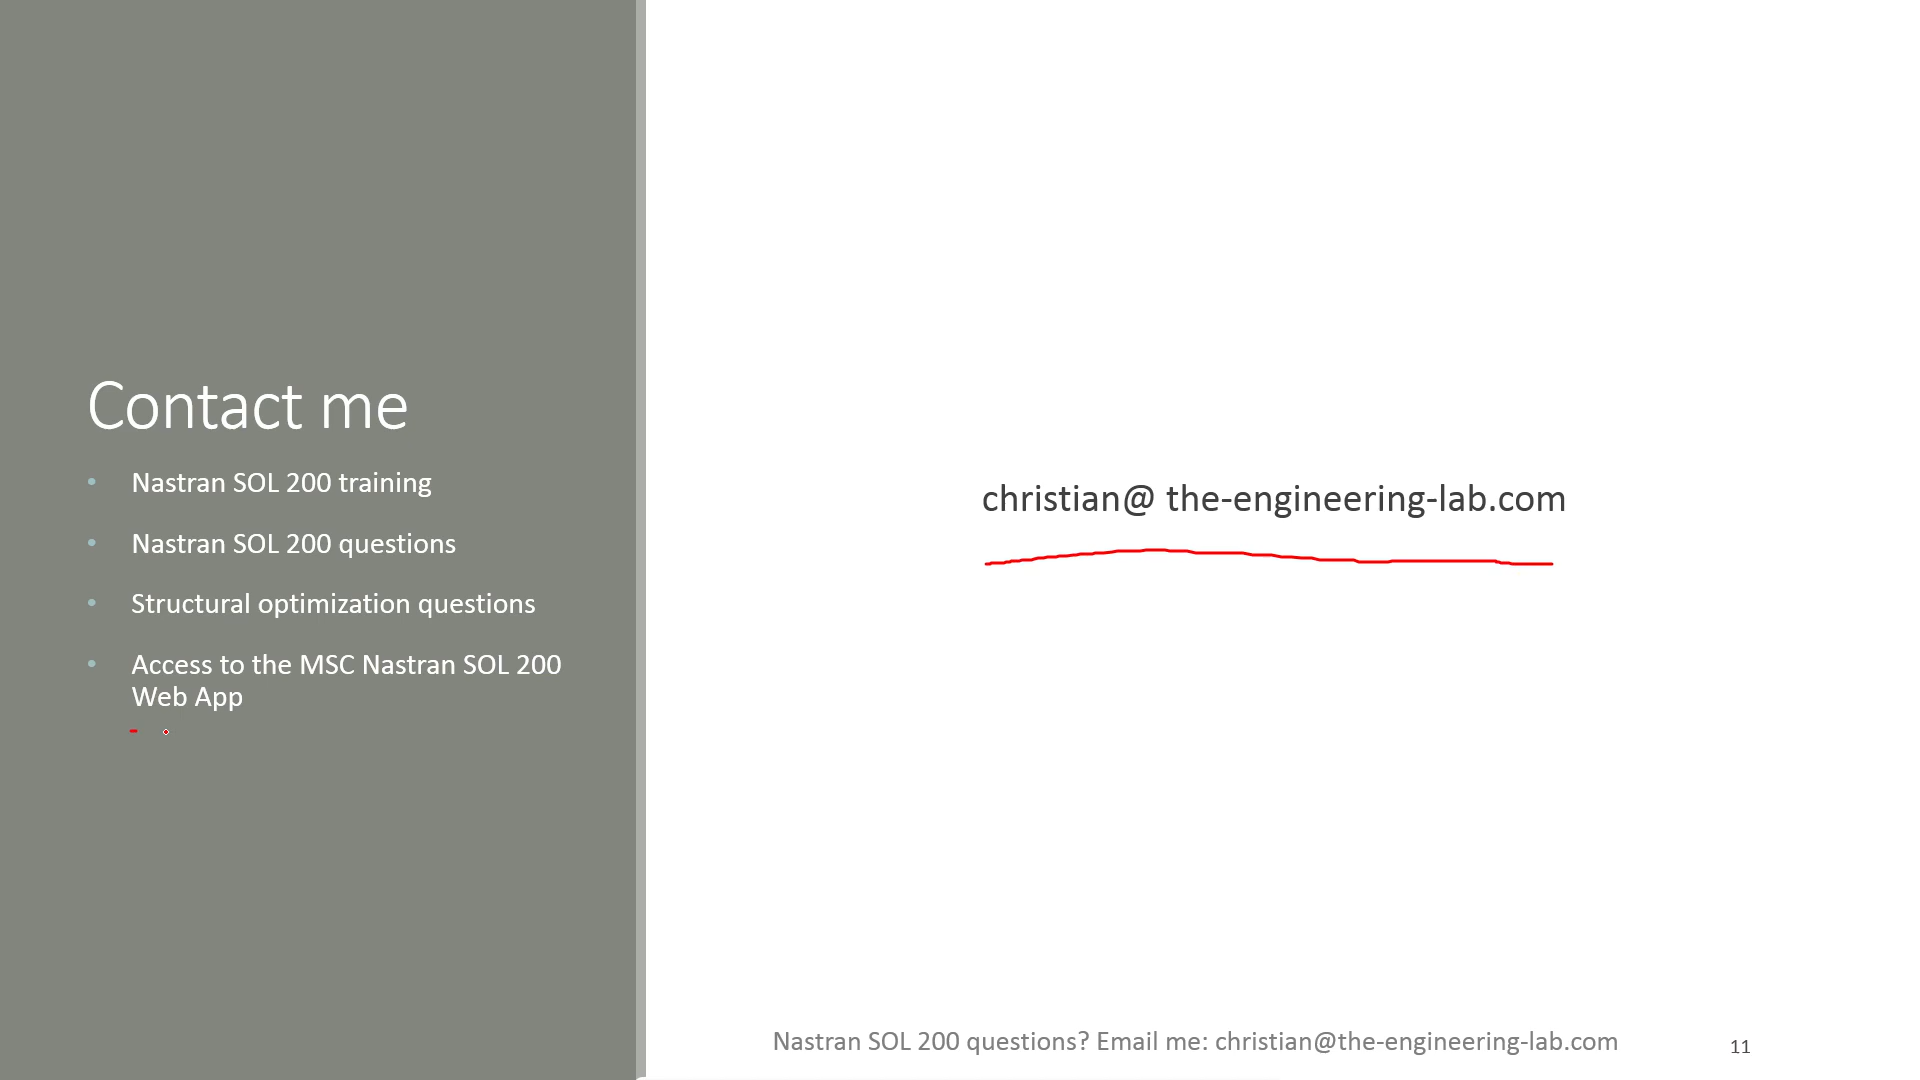 Contact me
• Nastran SOL 200 training
• Nastran SOL 200 questions
• Structural optimization questions
• Access to the MSC Nastran SOL 200
Web App
christian@ the-engineering-lab.com
Nastran SOL 200 questions? Email me: christian@the-engineering-lab.com
11